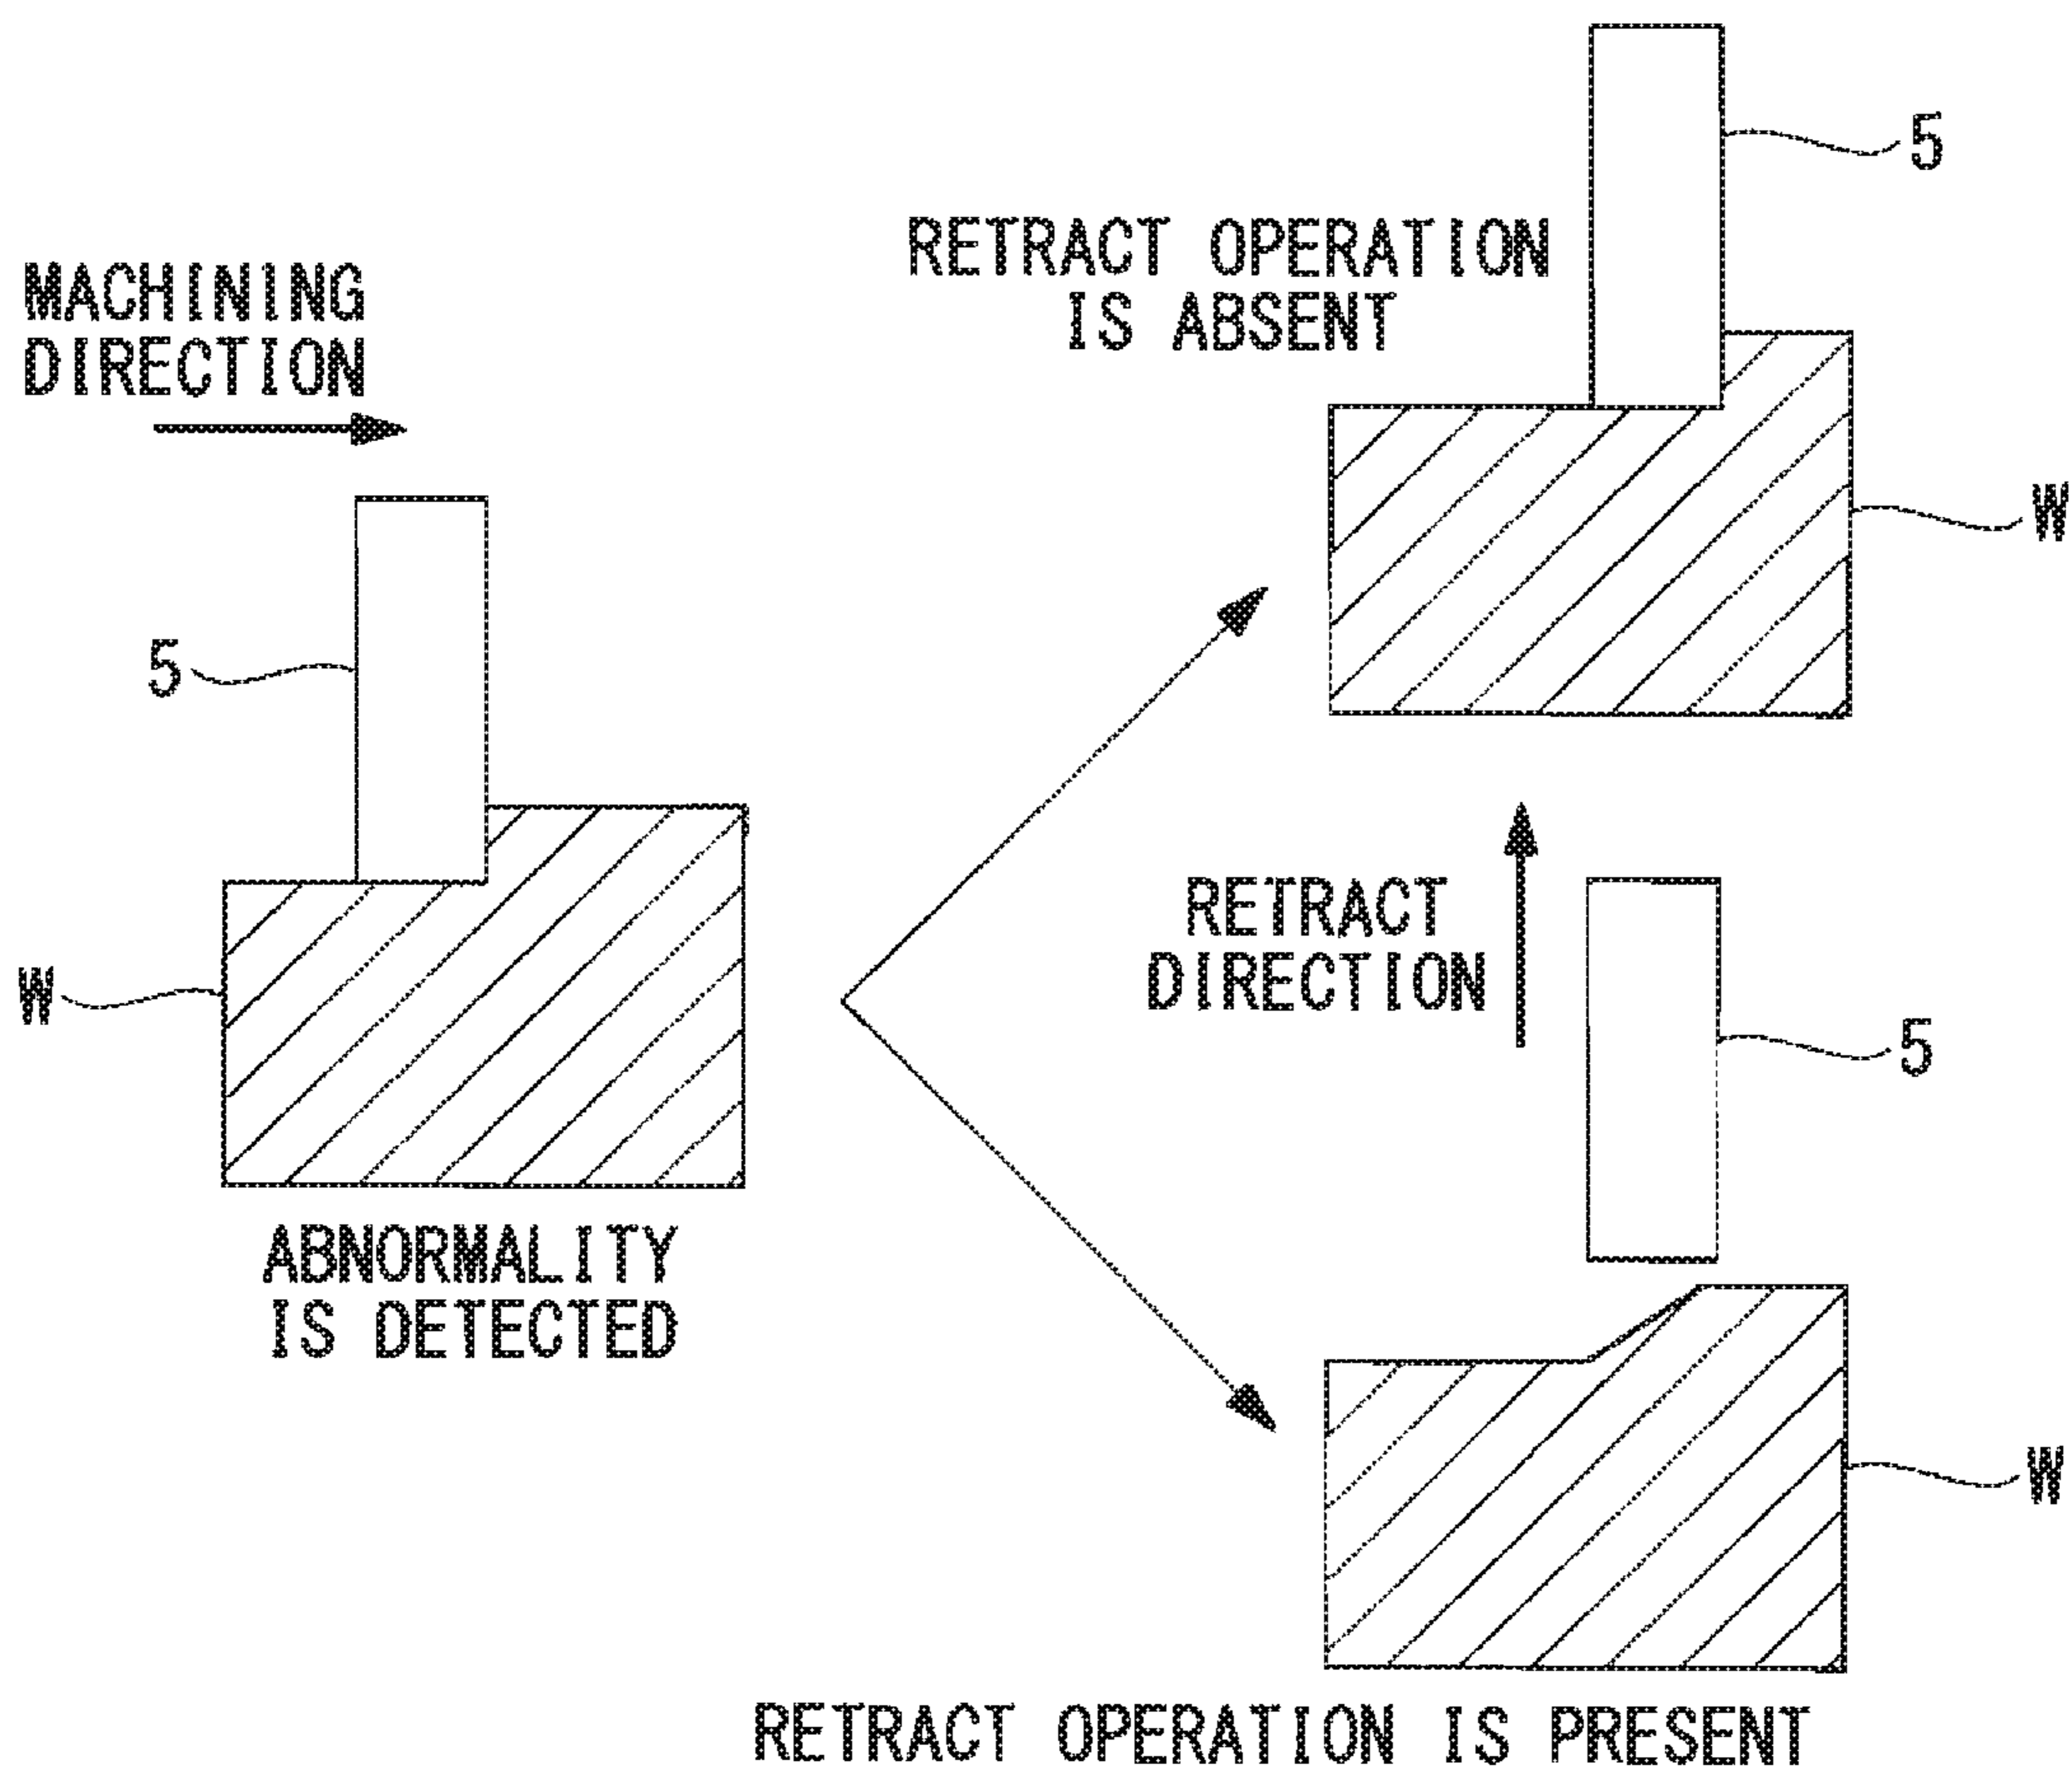 MACHINING
DIRECTION
5
W
ABNORMALITY
IS DETECTED
RETRACT OPERATION
IS ABSENT
5
W
RETRACT
DIRECTION
5
W
RETRACT OPERATION IS PRESENT